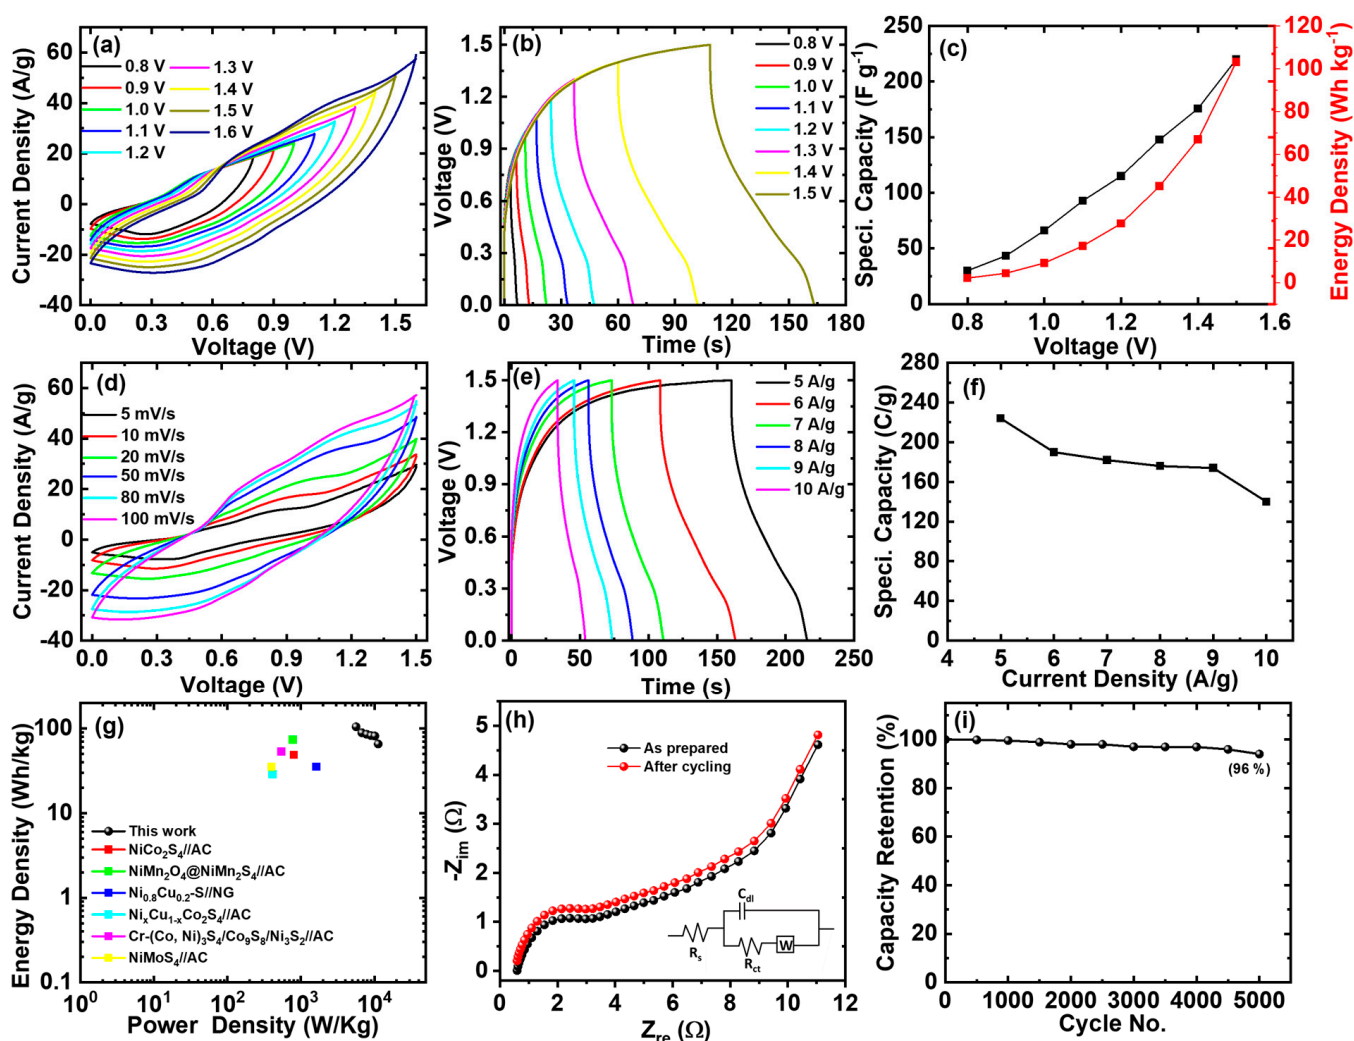 (a)
Current Density (A/g)
60
40
20
0
-20
-40
0.8 V
0.9 V
1.0 V
1.1 V
1.2 V
1.3 V
1.4 V
1.5 V
1.6 V
0.0 0.3 0.6 0.9 1.2 1.5
Voltage (V)
(b)
Voltage (V)
1.5
1.2
0.9
0.6
0.3
0.0
0.8 V
0.9 V
1.0 V
1.1 V
1.2 V
1.3 V
1.4 V
1.5 V
0 30 60 90 120 150 180
Time (s)
(c)
Speci. Capacity (F g⁻¹)
250
200
150
100
50
0
Energy Density (Wh kg⁻¹)
120
100
80
60
40
20
0
0.8 1.0 1.2 1.4 1.6
Voltage (V)
(d)
Current Density (A/g)
60
40
20
0
-20
-40
5 mV/s
10 mV/s
20 mV/s
50 mV/s
80 mV/s
100 mV/s
0.0 0.3 0.6 0.9 1.2 1.5
Voltage (V)
(e)
Voltage (V)
1.5
1.2
0.9
0.6
0.3
0.0
5 A/g
6 A/g
7 A/g
8 A/g
9 A/g
10 A/g
0 50 100 150 200 250
Time (s)
(f)
Speci. Capacity (C/g)
280
240
200
160
120
80
40
0
4 5 6 7 8 9 10
Current Density (A/g)
(g)
Energy Density (Wh/kg)
100
10
1
0.1
This work
NiCo₂S₄//AC
NiMn₂O₄@NiMn₂S₄//AC
Ni₀.₈Cu₀.₂-S//NG
NiₓCu₁₋ₓCo₂S₄//AC
Cr-(Co, Ni)₃S₄/Co₉S₈/Ni₃S₂//AC
NiMoS₄//AC
10⁰ 10¹ 10² 10³ 10⁴
Power Density (W/Kg)
(h)
-Zim (Ω)
5
4
3
2
1
0
As prepared
After cycling
Cdl
Rs
Rct
W
0 2 4 6 8 10 12
Zre (Ω)
(i)
Capacity Retention (%)
100
80
60
40
20
0
(96 %)
0 1000 2000 3000 4000 5000
Cycle No.